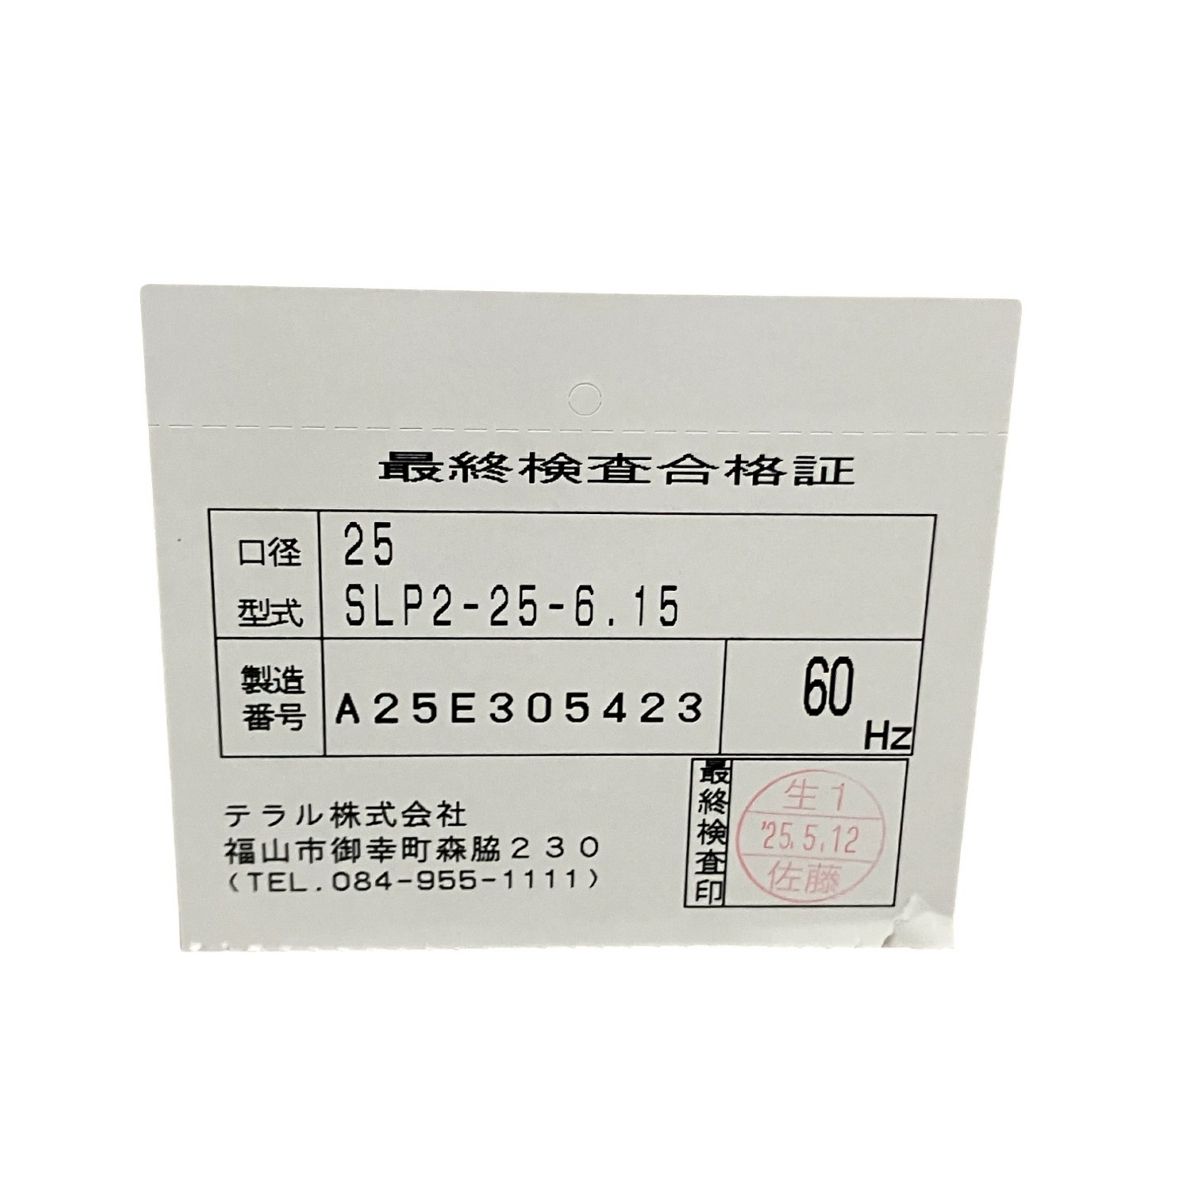 最終検査合格証
口径 25
型式 SLP2-25-6.15
製造番号 A25E305423 60Hz
テラル株式会社
福山市御幸町森脇230
(TEL.084-955-1111)
最終検査印
生1
'25.5.12
佐藤